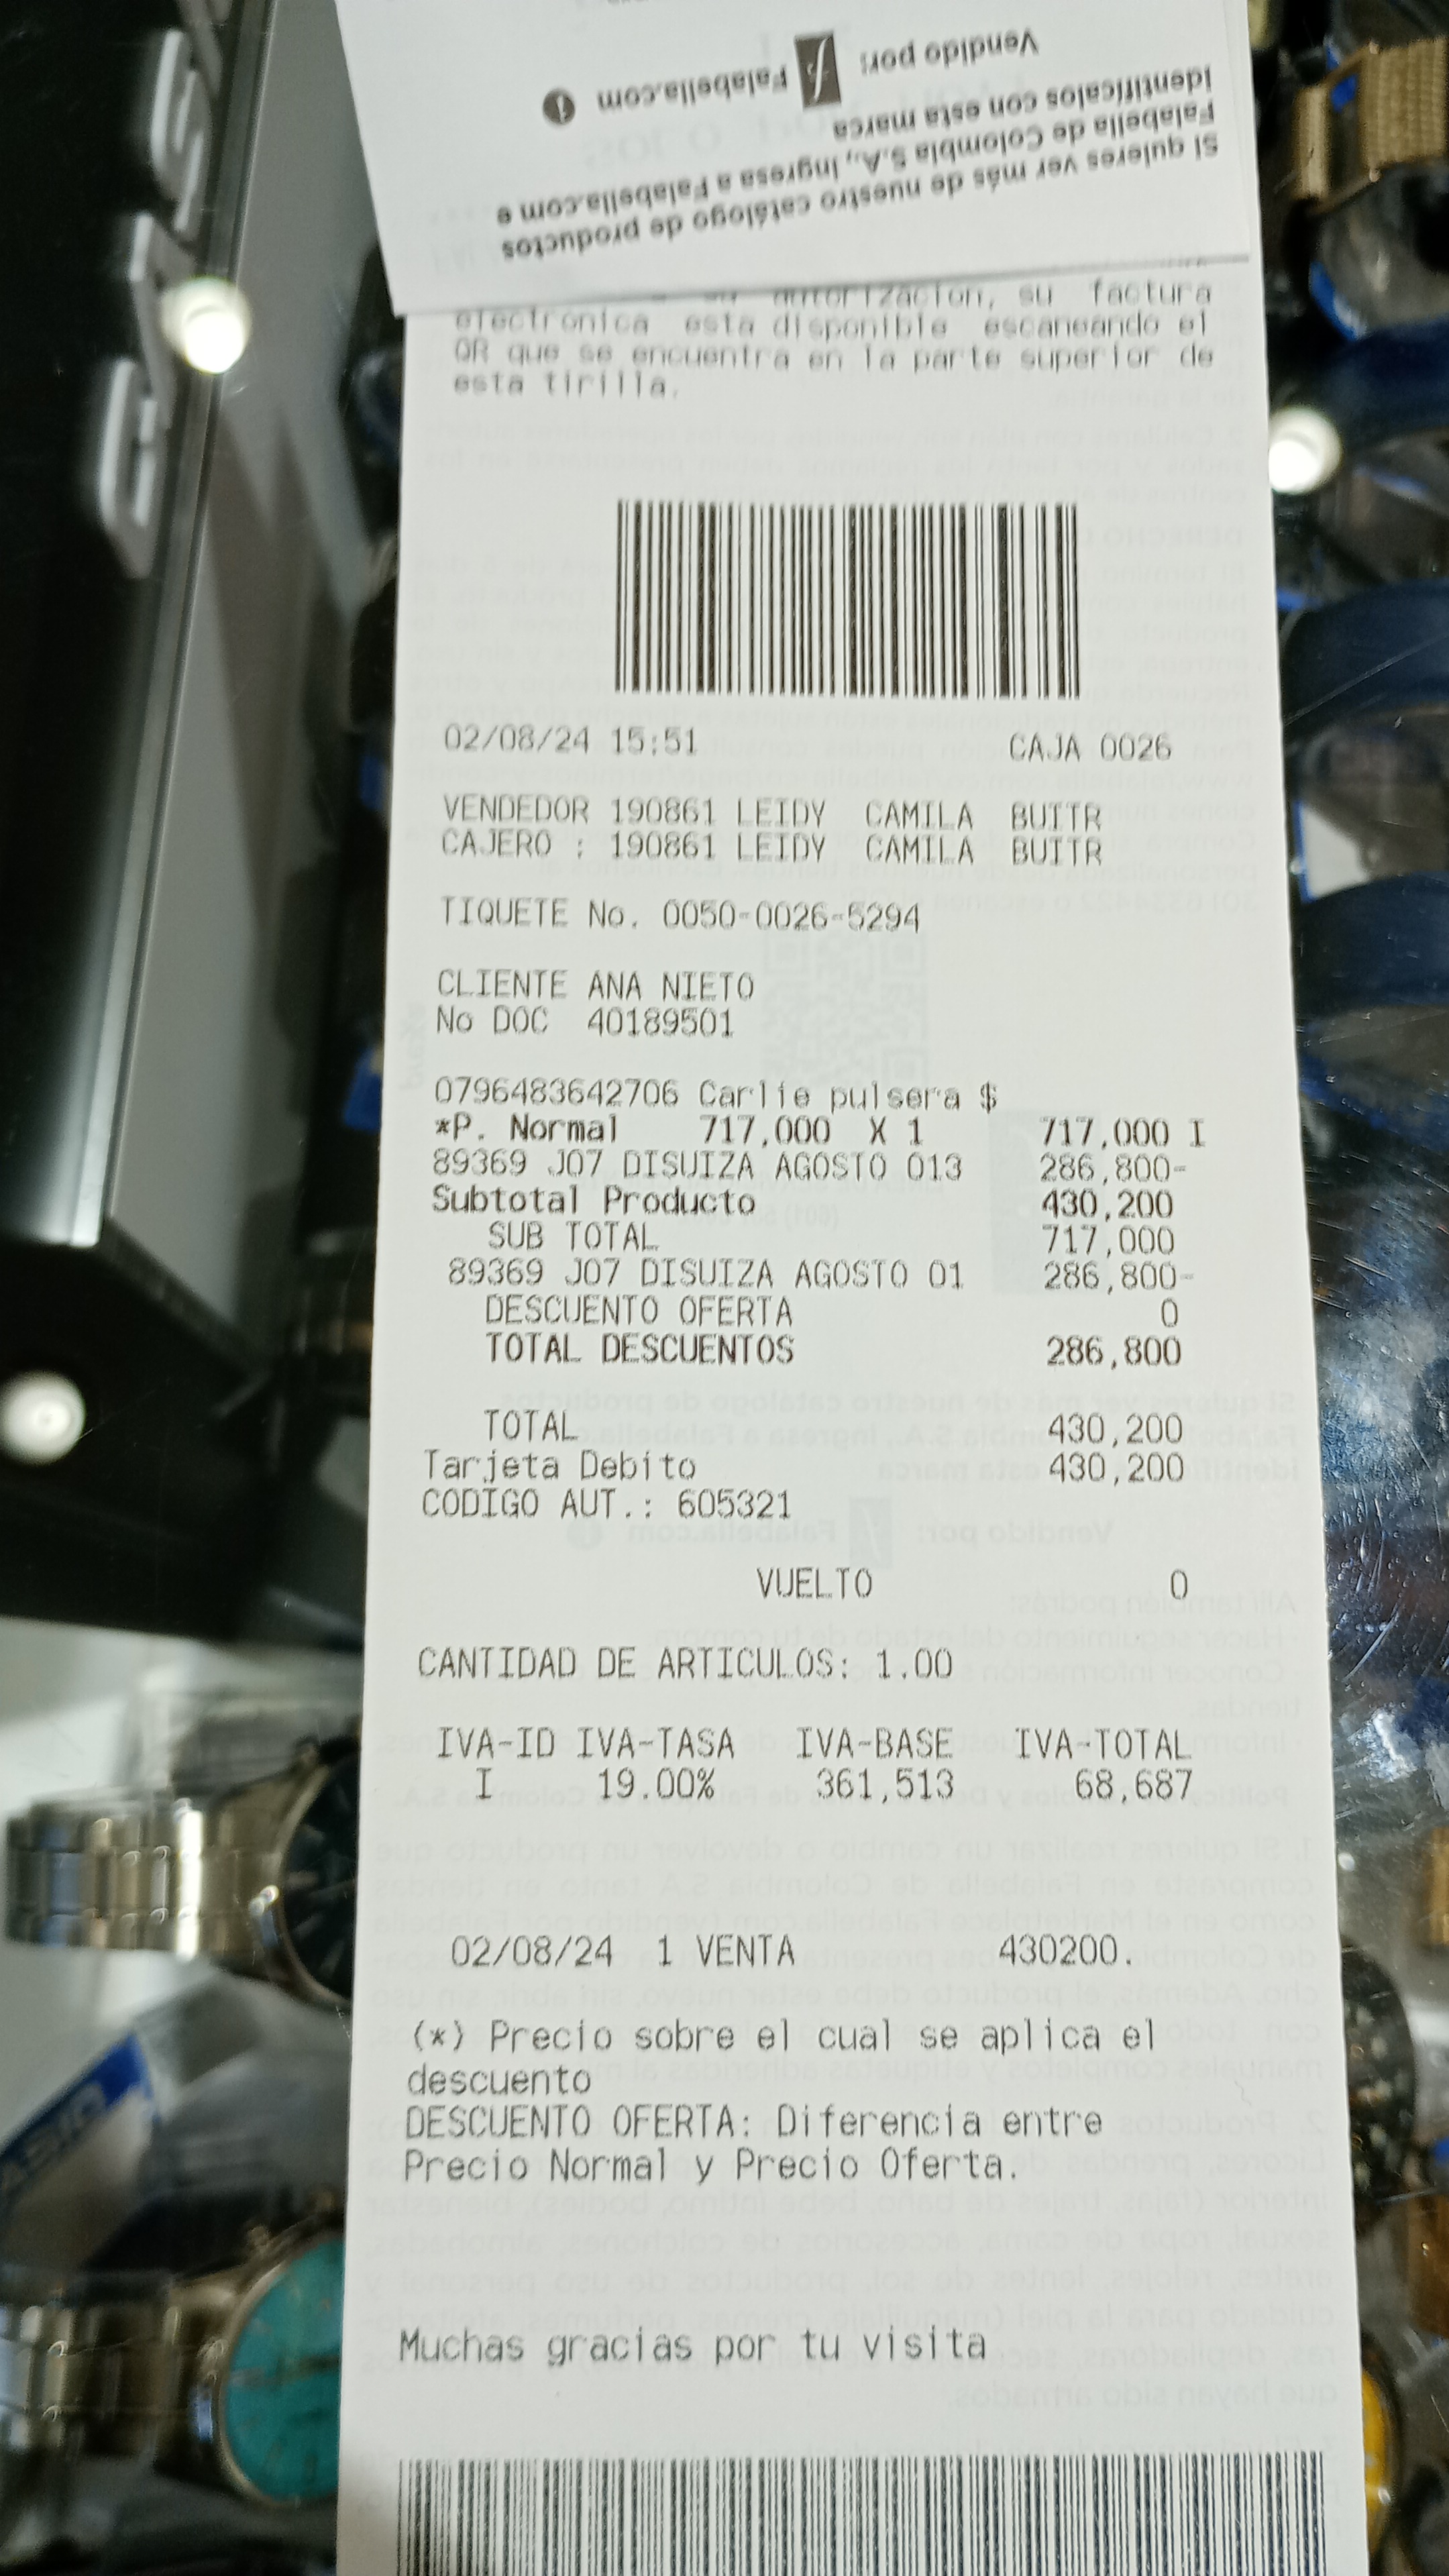 Si quieres ver más de nuestro catálogo de productos
Falabella de Colombia S.A., ingresa a Falabella.com e
identifícalos con esta marca
Vendido por: f Falabella.com
autorizacion, su factura
electronica esta disponible escaneando el
QR que se encuentra en la parte superior de
esta tirilla.
02/08/24 15:51 CAJA 0026
VENDEDOR 190861 LEIDY CAMILA BUITR
CAJERO : 190861 LEIDY CAMILA BUITR
TIQUETE No. 0050-0026-5294
CLIENTE ANA NIETO
No DOC 40189501
0796483642706 Carlie pulsera $
*P. Normal 717,000 X 1 717,000 I
89369 J07 DISUIZA AGOSTO 013 286,800-
Subtotal Producto 430,200
SUB TOTAL 717,000
89369 J07 DISUIZA AGOSTO 01 286,800-
DESCUENTO OFERTA 0
TOTAL DESCUENTOS 286,800
TOTAL 430,200
Tarjeta Debito 430,200
CODIGO AUT.: 605321
VUELTO 0
CANTIDAD DE ARTICULOS: 1.00
IVA-ID IVA-TASA IVA-BASE IVA-TOTAL
I 19.00% 361,513 68,687
02/08/24 1 VENTA 430200.
(*) Precio sobre el cual se aplica el
descuento
DESCUENTO OFERTA: Diferencia entre
Precio Normal y Precio Oferta.
Muchas gracias por tu visita
CASIO